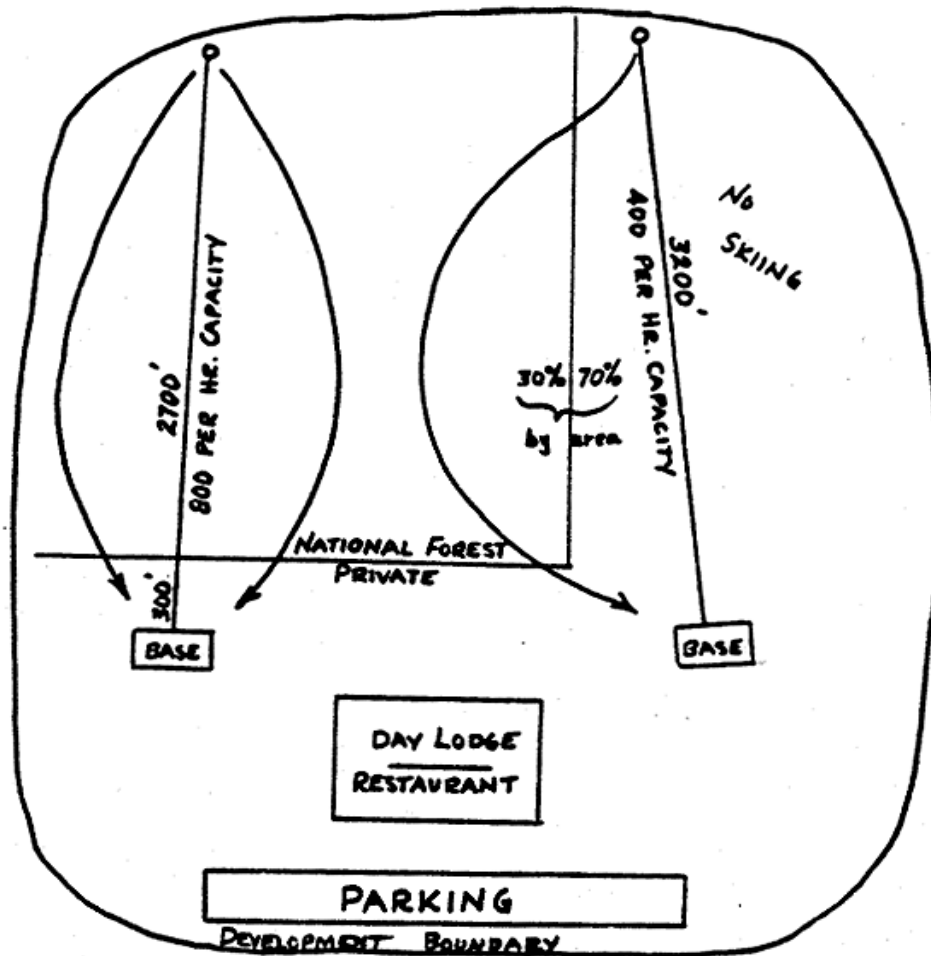 No
SKIING
2700'
800 PER HR. CAPACITY
3200'
400 PER HR. CAPACITY
30% 70%
by area
NATIONAL FOREST
PRIVATE
300'
BASE
BASE
DAY LODGE
RESTAURANT
PARKING
DEVELOPMENT BOUNDARY